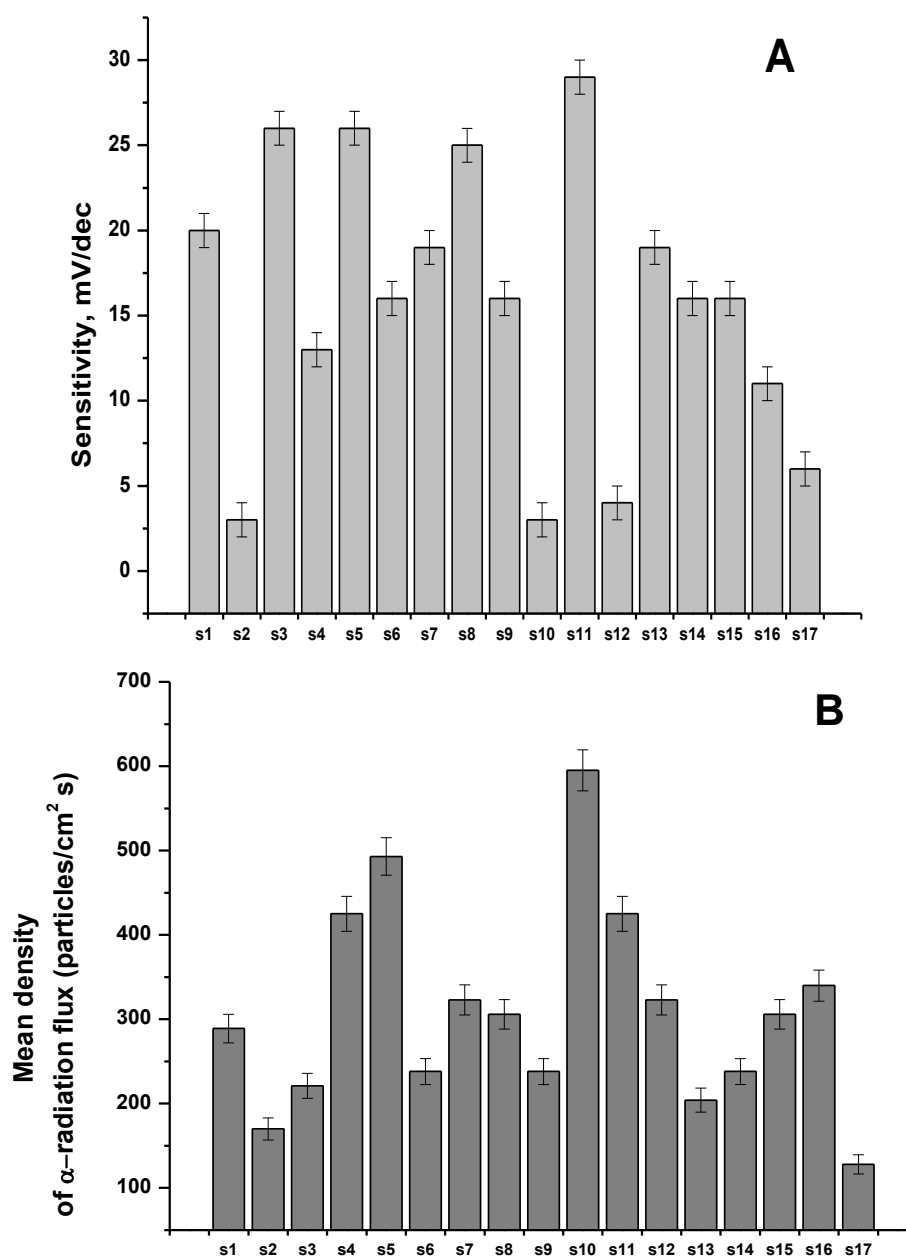 A
Sensitivity, mV/dec
30
25
20
15
10
5
0
s1 s2 s3 s4 s5 s6 s7 s8 s9 s10 s11 s12 s13 s14 s15 s16 s17
B
Mean density
of α–radiation flux (particles/cm² s)
700
600
500
400
300
200
100
s1 s2 s3 s4 s5 s6 s7 s8 s9 s10 s11 s12 s13 s14 s15 s16 s17